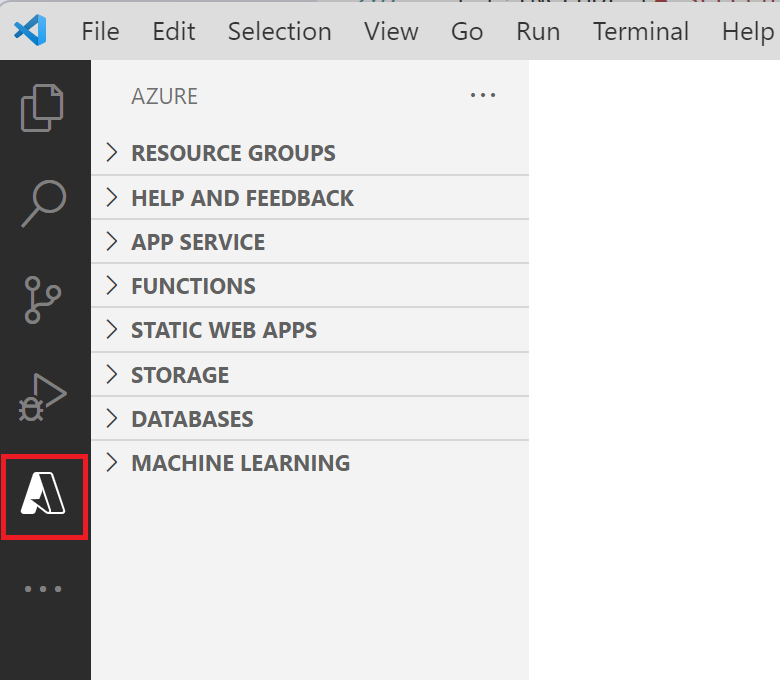 File Edit Selection View Go Run Terminal Help
AZURE
RESOURCE GROUPS
HELP AND FEEDBACK
APP SERVICE
FUNCTIONS
STATIC WEB APPS
STORAGE
DATABASES
MACHINE LEARNING